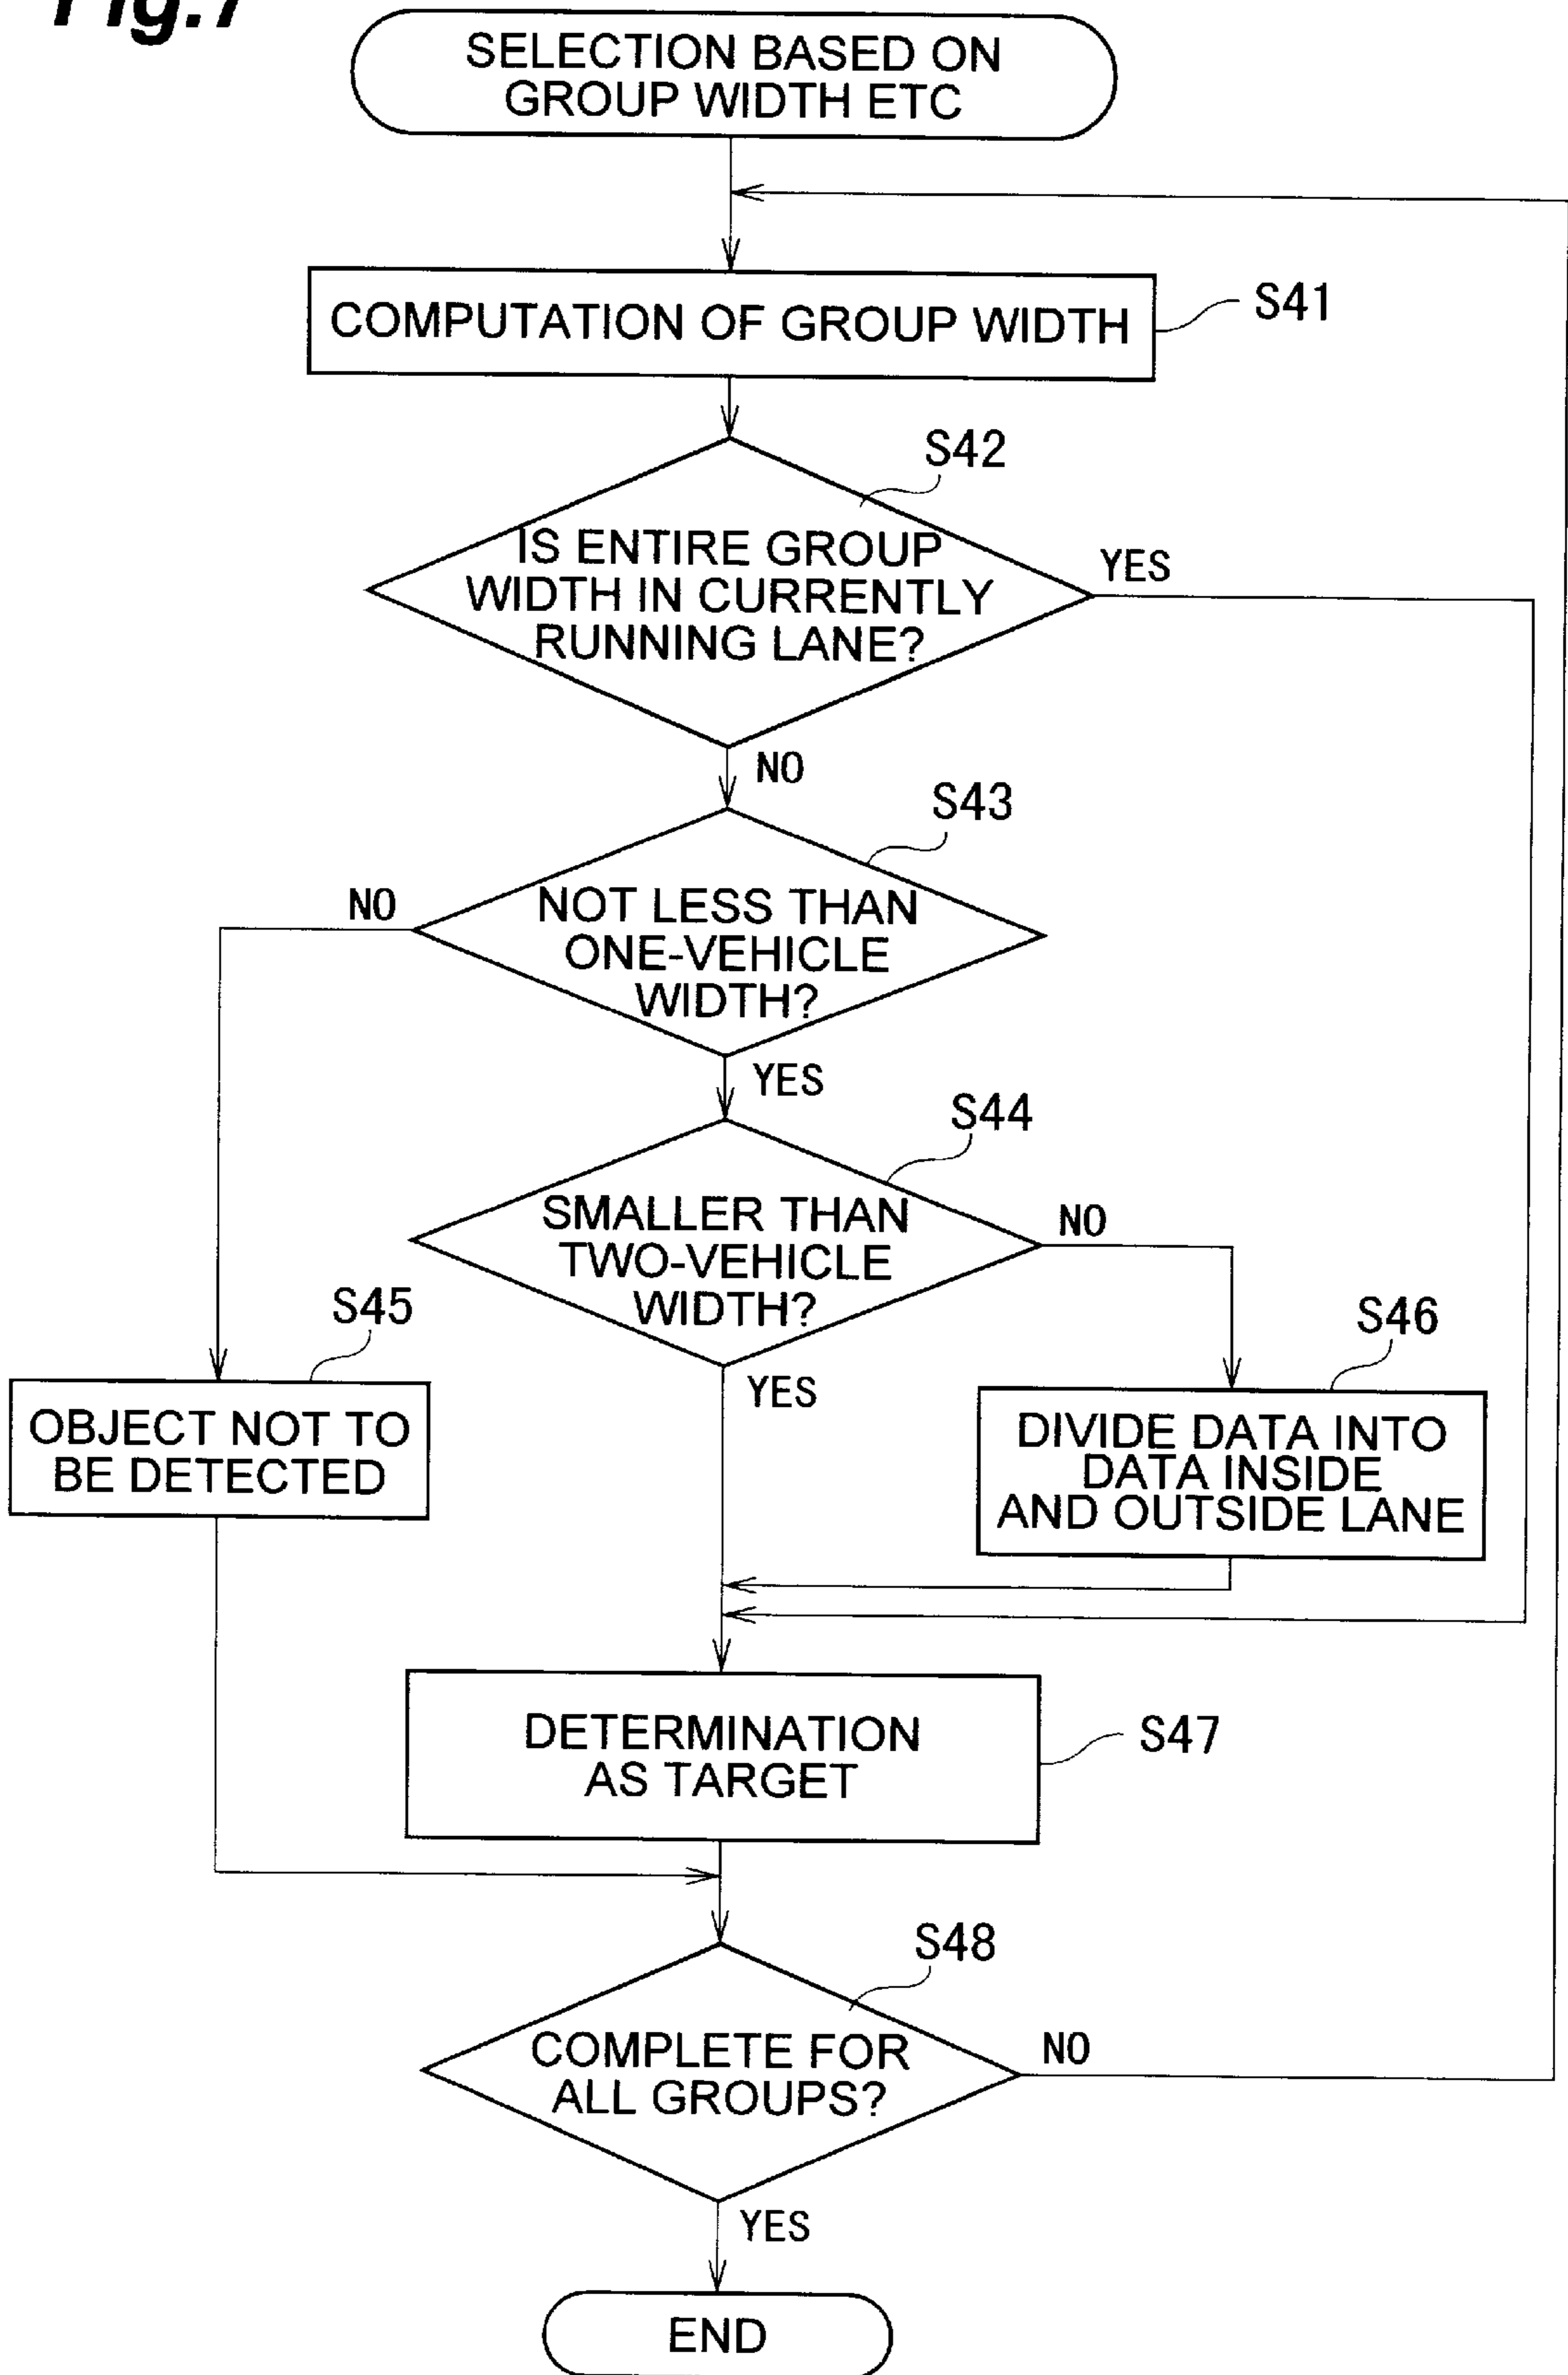 Fig.7
SELECTION BASED ON
GROUP WIDTH ETC
COMPUTATION OF GROUP WIDTH
S41
S42
IS ENTIRE GROUP
WIDTH IN CURRENTLY
RUNNING LANE?
YES
NO
S43
NOT LESS THAN
ONE-VEHICLE
WIDTH?
NO
YES
S44
SMALLER THAN
TWO-VEHICLE
WIDTH?
NO
YES
S45
OBJECT NOT TO
BE DETECTED
S46
DIVIDE DATA INTO
DATA INSIDE
AND OUTSIDE LANE
DETERMINATION
AS TARGET
S47
S48
COMPLETE FOR
ALL GROUPS?
NO
YES
END